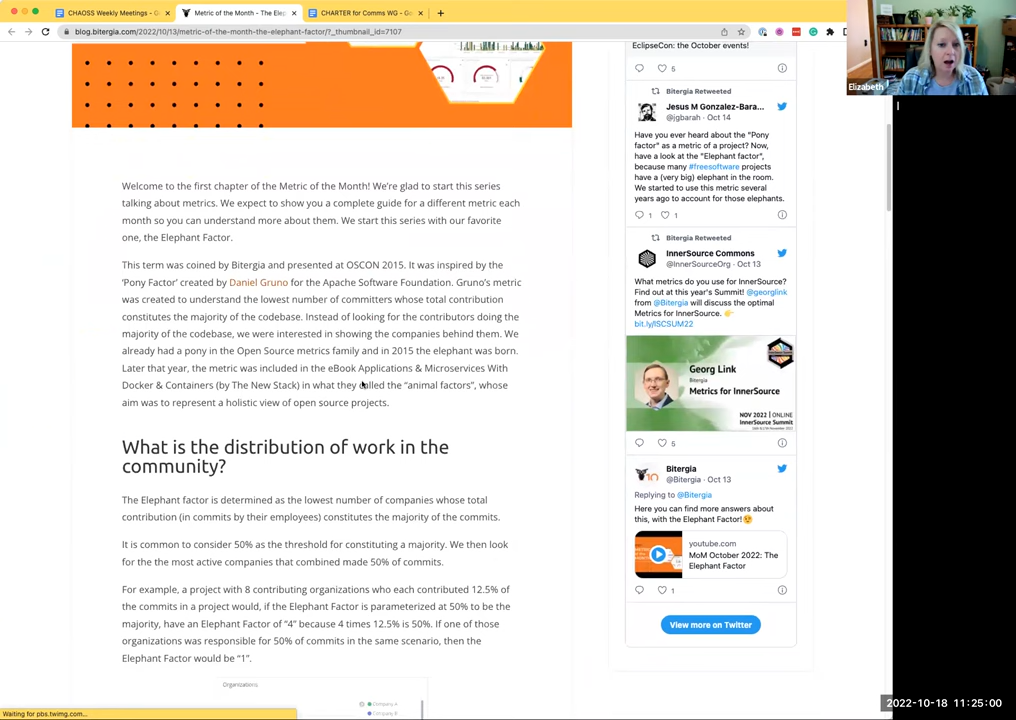 CHAOSS Weekly Meetings - G
Metric of the Month - The Elep
CHARTER for Comms WG - Go
blog.bitergia.com/2022/10/13/metric-of-the-month-the-elephant-factor/?_thumbnail_id=7107
Elizabeth
Welcome to the first chapter of the Metric of the Month! We're glad to start this series
talking about metrics. We expect to show you a complete guide for a different metric each
month so you can understand more about them. We start this series with our favorite
one, the Elephant Factor.
This term was coined by Bitergia and presented at OSCON 2015. It was inspired by the
'Pony Factor' created by Daniel Gruno for the Apache Software Foundation. Gruno's metric
was created to understand the lowest number of committers whose total contribution
constitutes the majority of the codebase. Instead of looking for the contributors doing the
majority of the codebase, we were interested in showing the companies behind them. We
already had a pony in the Open Source metrics family and in 2015 the elephant was born.
Later that year, the metric was included in the eBook Applications & Microservices With
Docker & Containers (by The New Stack) in what they called the "animal factors", whose
aim was to represent a holistic view of open source projects.
What is the distribution of work in the
community?
The Elephant factor is determined as the lowest number of companies whose total
contribution (in commits by their employees) constitutes the majority of the commits.
It is common to consider 50% as the threshold for constituting a majority. We then look
for the the most active companies that combined made 50% of commits.
For example, a project with 8 contributing organizations who each contributed 12.5% of
the commits in a project would, if the Elephant Factor is parameterized at 50% to be the
majority, have an Elephant Factor of "4" because 4 times 12.5% is 50%. If one of those
organizations was responsible for 50% of commits in the same scenario, then the
Elephant Factor would be "1".
Organizations
Company A
Company B
EclipseCon: the October events!
5
Bitergia Retweeted
Jesus M Gonzalez-Bara...
@jgbarah · Oct 14
Have you ever heard about the "Pony
factor" as a metric of a project? Now,
have a look at the "Elephant factor",
because many #freesoftware projects
have a (very big) elephant in the room.
We started to use this metric several
years ago to account for those elephants.
1 1
Bitergia Retweeted
InnerSource Commons
@InnerSourceOrg · Oct 13
What metrics do you use for InnerSource?
Find out at this year's Summit! @georglink
from @Bitergia will discuss the optimal
Metrics for InnerSource.
bit.ly/ISCSUM22
Georg Link
Bitergia
Metrics for InnerSource
NOV 2022 | ONLINE
InnerSource Summit
5
Bitergia
@Bitergia · Oct 13
Replying to @Bitergia
Here you can find more answers about
this, with the Elephant Factor!
youtube.com
MoM October 2022: The
Elephant Factor
1
View more on Twitter
Waiting for pbs.twimg.com...
2022-10-18 11:25:00